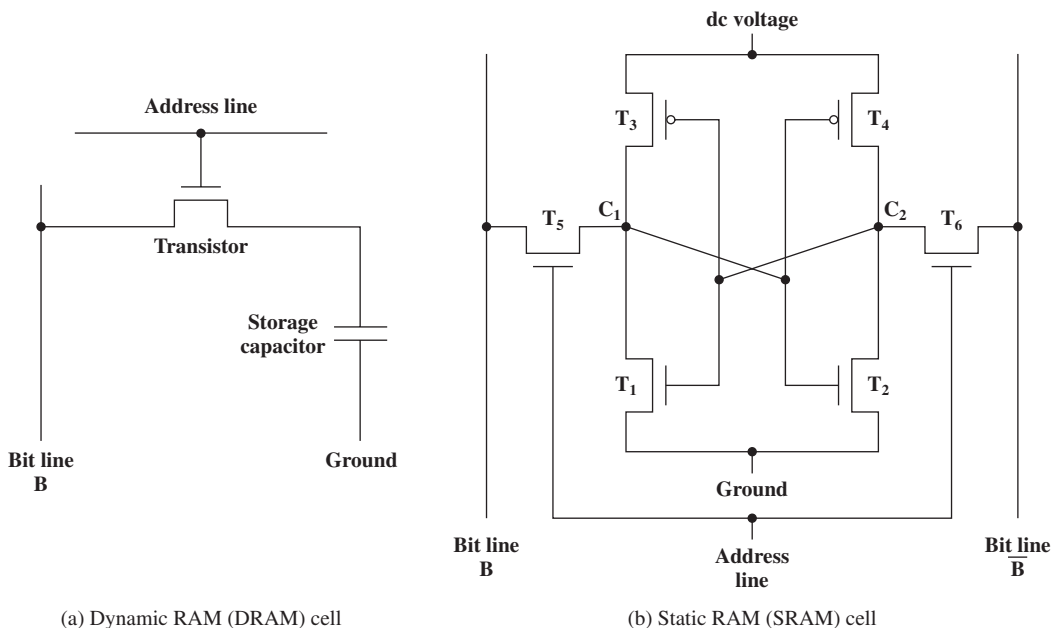 Address line
Transistor
Storage
capacitor
Bit line
B
Ground
(a) Dynamic RAM (DRAM) cell
dc voltage
T₃
T₄
T₅
C₁
C₂
T₆
T₁
T₂
Ground
Bit line
B
Address
line
Bit line
B̅
(b) Static RAM (SRAM) cell